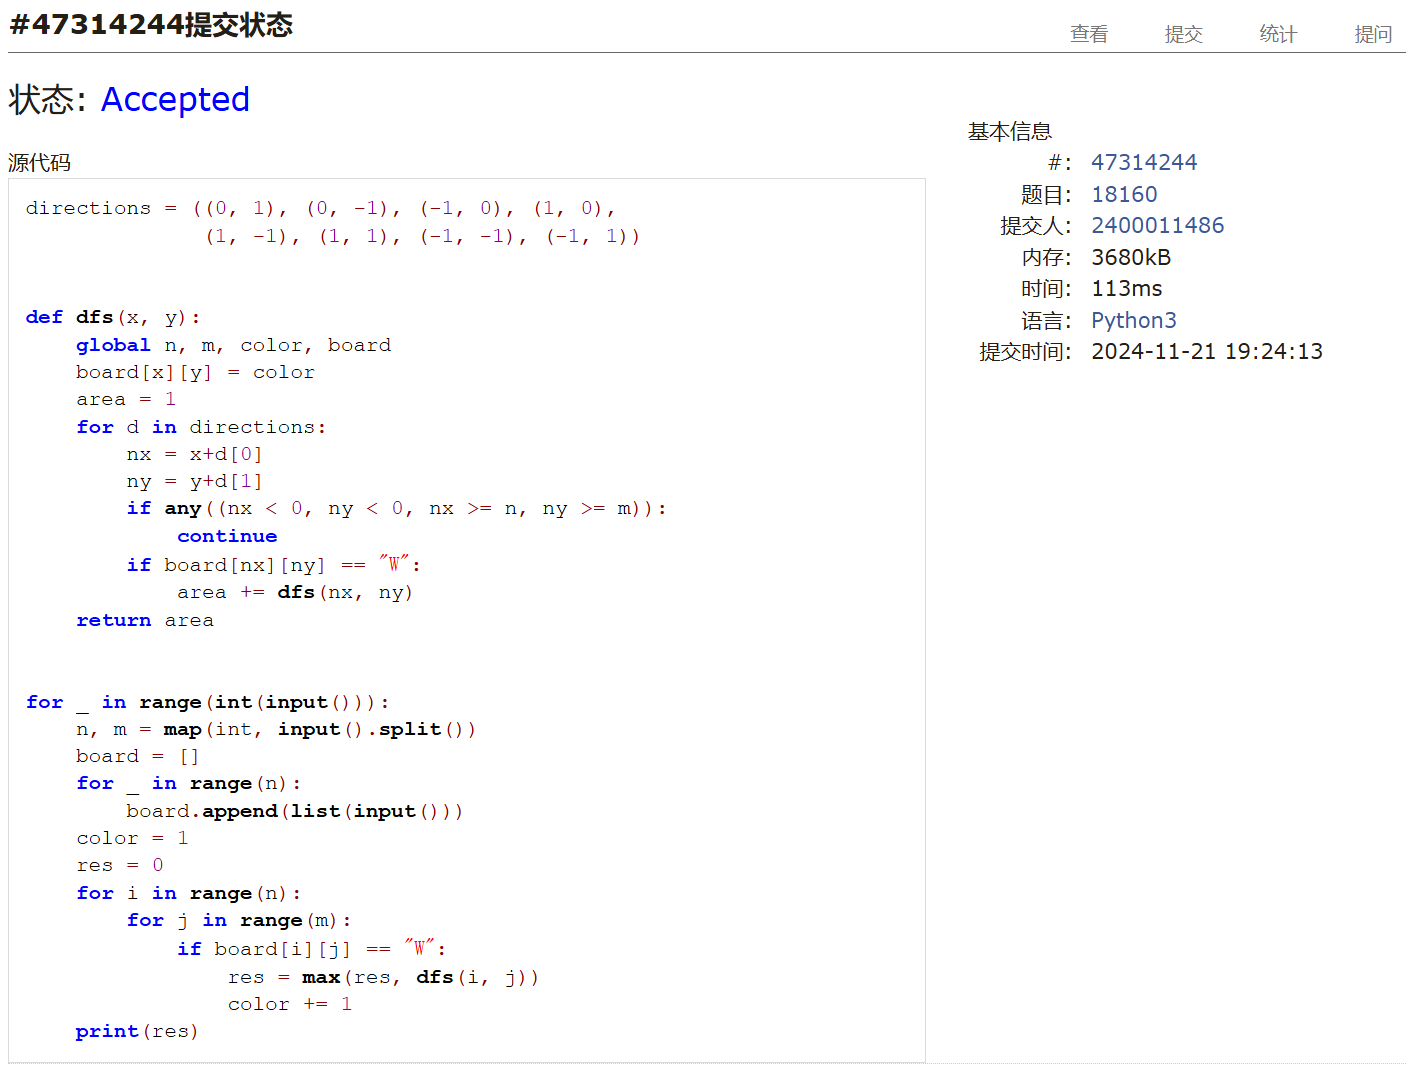 #47314244提交状态
查看 提交 统计 提问
状态: Accepted
源代码
directions = ((0, 1), (0, -1), (-1, 0), (1, 0),
              (1, -1), (1, 1), (-1, -1), (-1, 1))
def dfs(x, y):
    global n, m, color, board
    board[x][y] = color
    area = 1
    for d in directions:
        nx = x+d[0]
        ny = y+d[1]
        if any((nx < 0, ny < 0, nx >= n, ny >= m)):
            continue
        if board[nx][ny] == "W":
            area += dfs(nx, ny)
    return area
for _ in range(int(input())):
    n, m = map(int, input().split())
    board = []
    for _ in range(n):
        board.append(list(input()))
    color = 1
    res = 0
    for i in range(n):
        for j in range(m):
            if board[i][j] == "W":
                res = max(res, dfs(i, j))
                color += 1
    print(res)
基本信息
#: 47314244
题目: 18160
提交人: 2400011486
内存: 3680kB
时间: 113ms
语言: Python3
提交时间: 2024-11-21 19:24:13